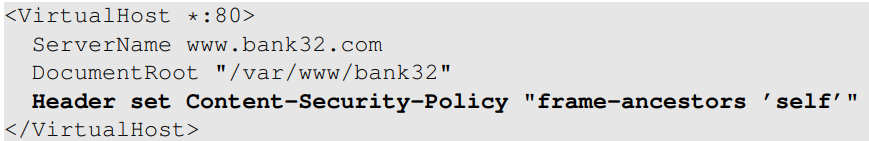 <VirtualHost *:80>
ServerName www.bank32.com
DocumentRoot "/var/www/bank32"
Header set Content-Security-Policy "frame-ancestors ’self’"
</VirtualHost>